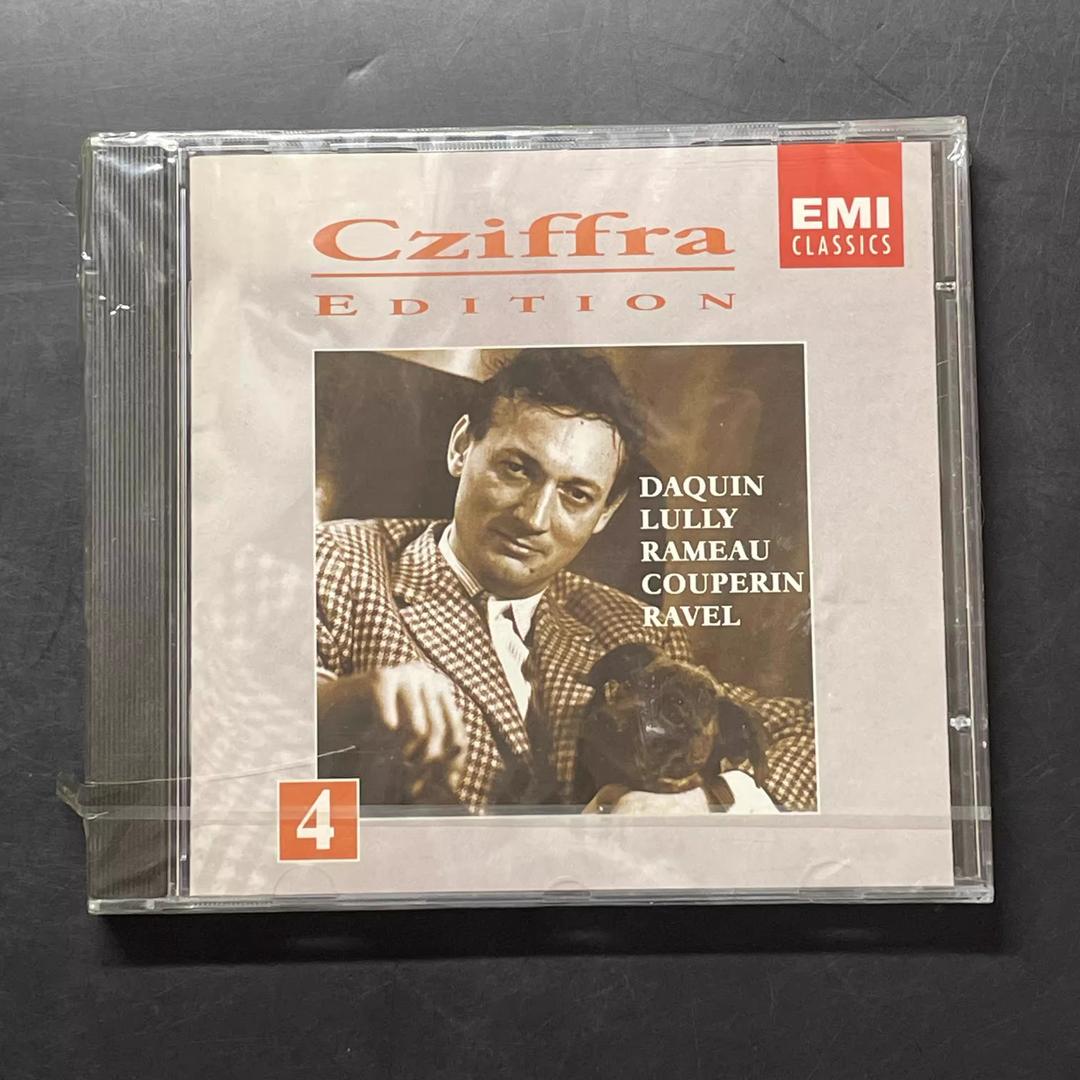 Cziffra
EDITION
EMI
CLASSICS
DAQUIN
LULLY
RAMEAU
COUPERIN
RAVEL
4